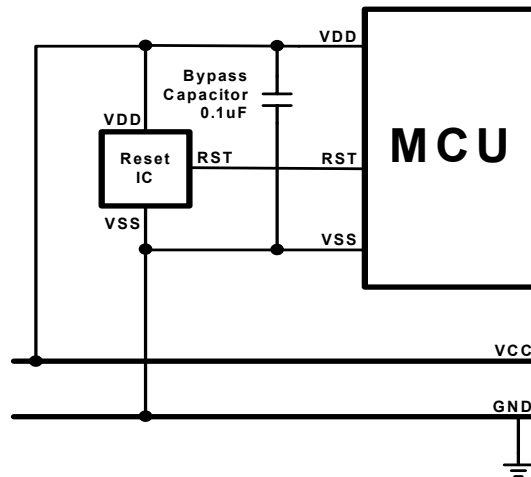 VDD
Bypass
Capacitor
0.1uF
VDD
MCU
Reset
IC
RST
RST
VSS
VSS
VCC
GND